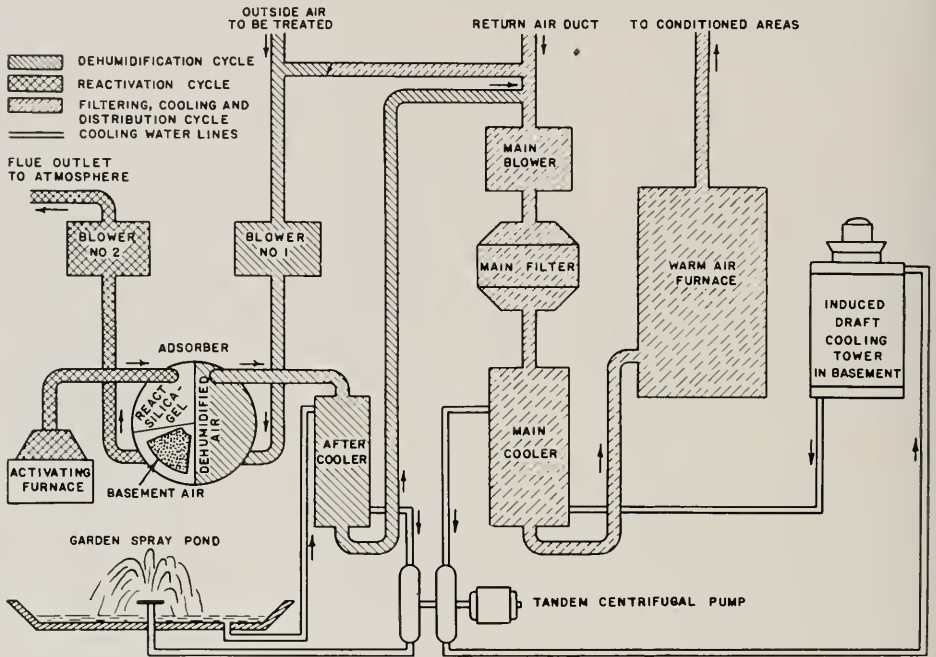 OUTSIDE AIR
TO BE TREATED
RETURN AIR DUCT
TO CONDITIONED AREAS
DEHUMIDIFICATION CYCLE
REACTIVATION CYCLE
FILTERING, COOLING AND
DISTRIBUTION CYCLE
COOLING WATER LINES
FLUE OUTLET
TO ATMOSPHERE
BLOWER
NO 2
BLOWER
NO 1
MAIN
BLOWER
MAIN FILTER
WARM AIR
FURNACE
INDUCED
DRAFT
COOLING
TOWER
IN BASEMENT
ADSORBER
REACT
SILICA-
GEL
DEHUMIDIFIED
AIR
AFTER
COOLER
MAIN
COOLER
ACTIVATING
FURNACE
BASEMENT AIR
GARDEN SPRAY POND
TANDEM CENTRIFUGAL PUMP